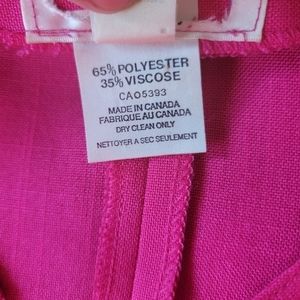 65% POLYESTER
35% VISCOSE
CA05393
MADE IN CANADA
FABRIQUE AU CANADA
DRY CLEAN ONLY
NETTOYER A SEC SEULEMENT